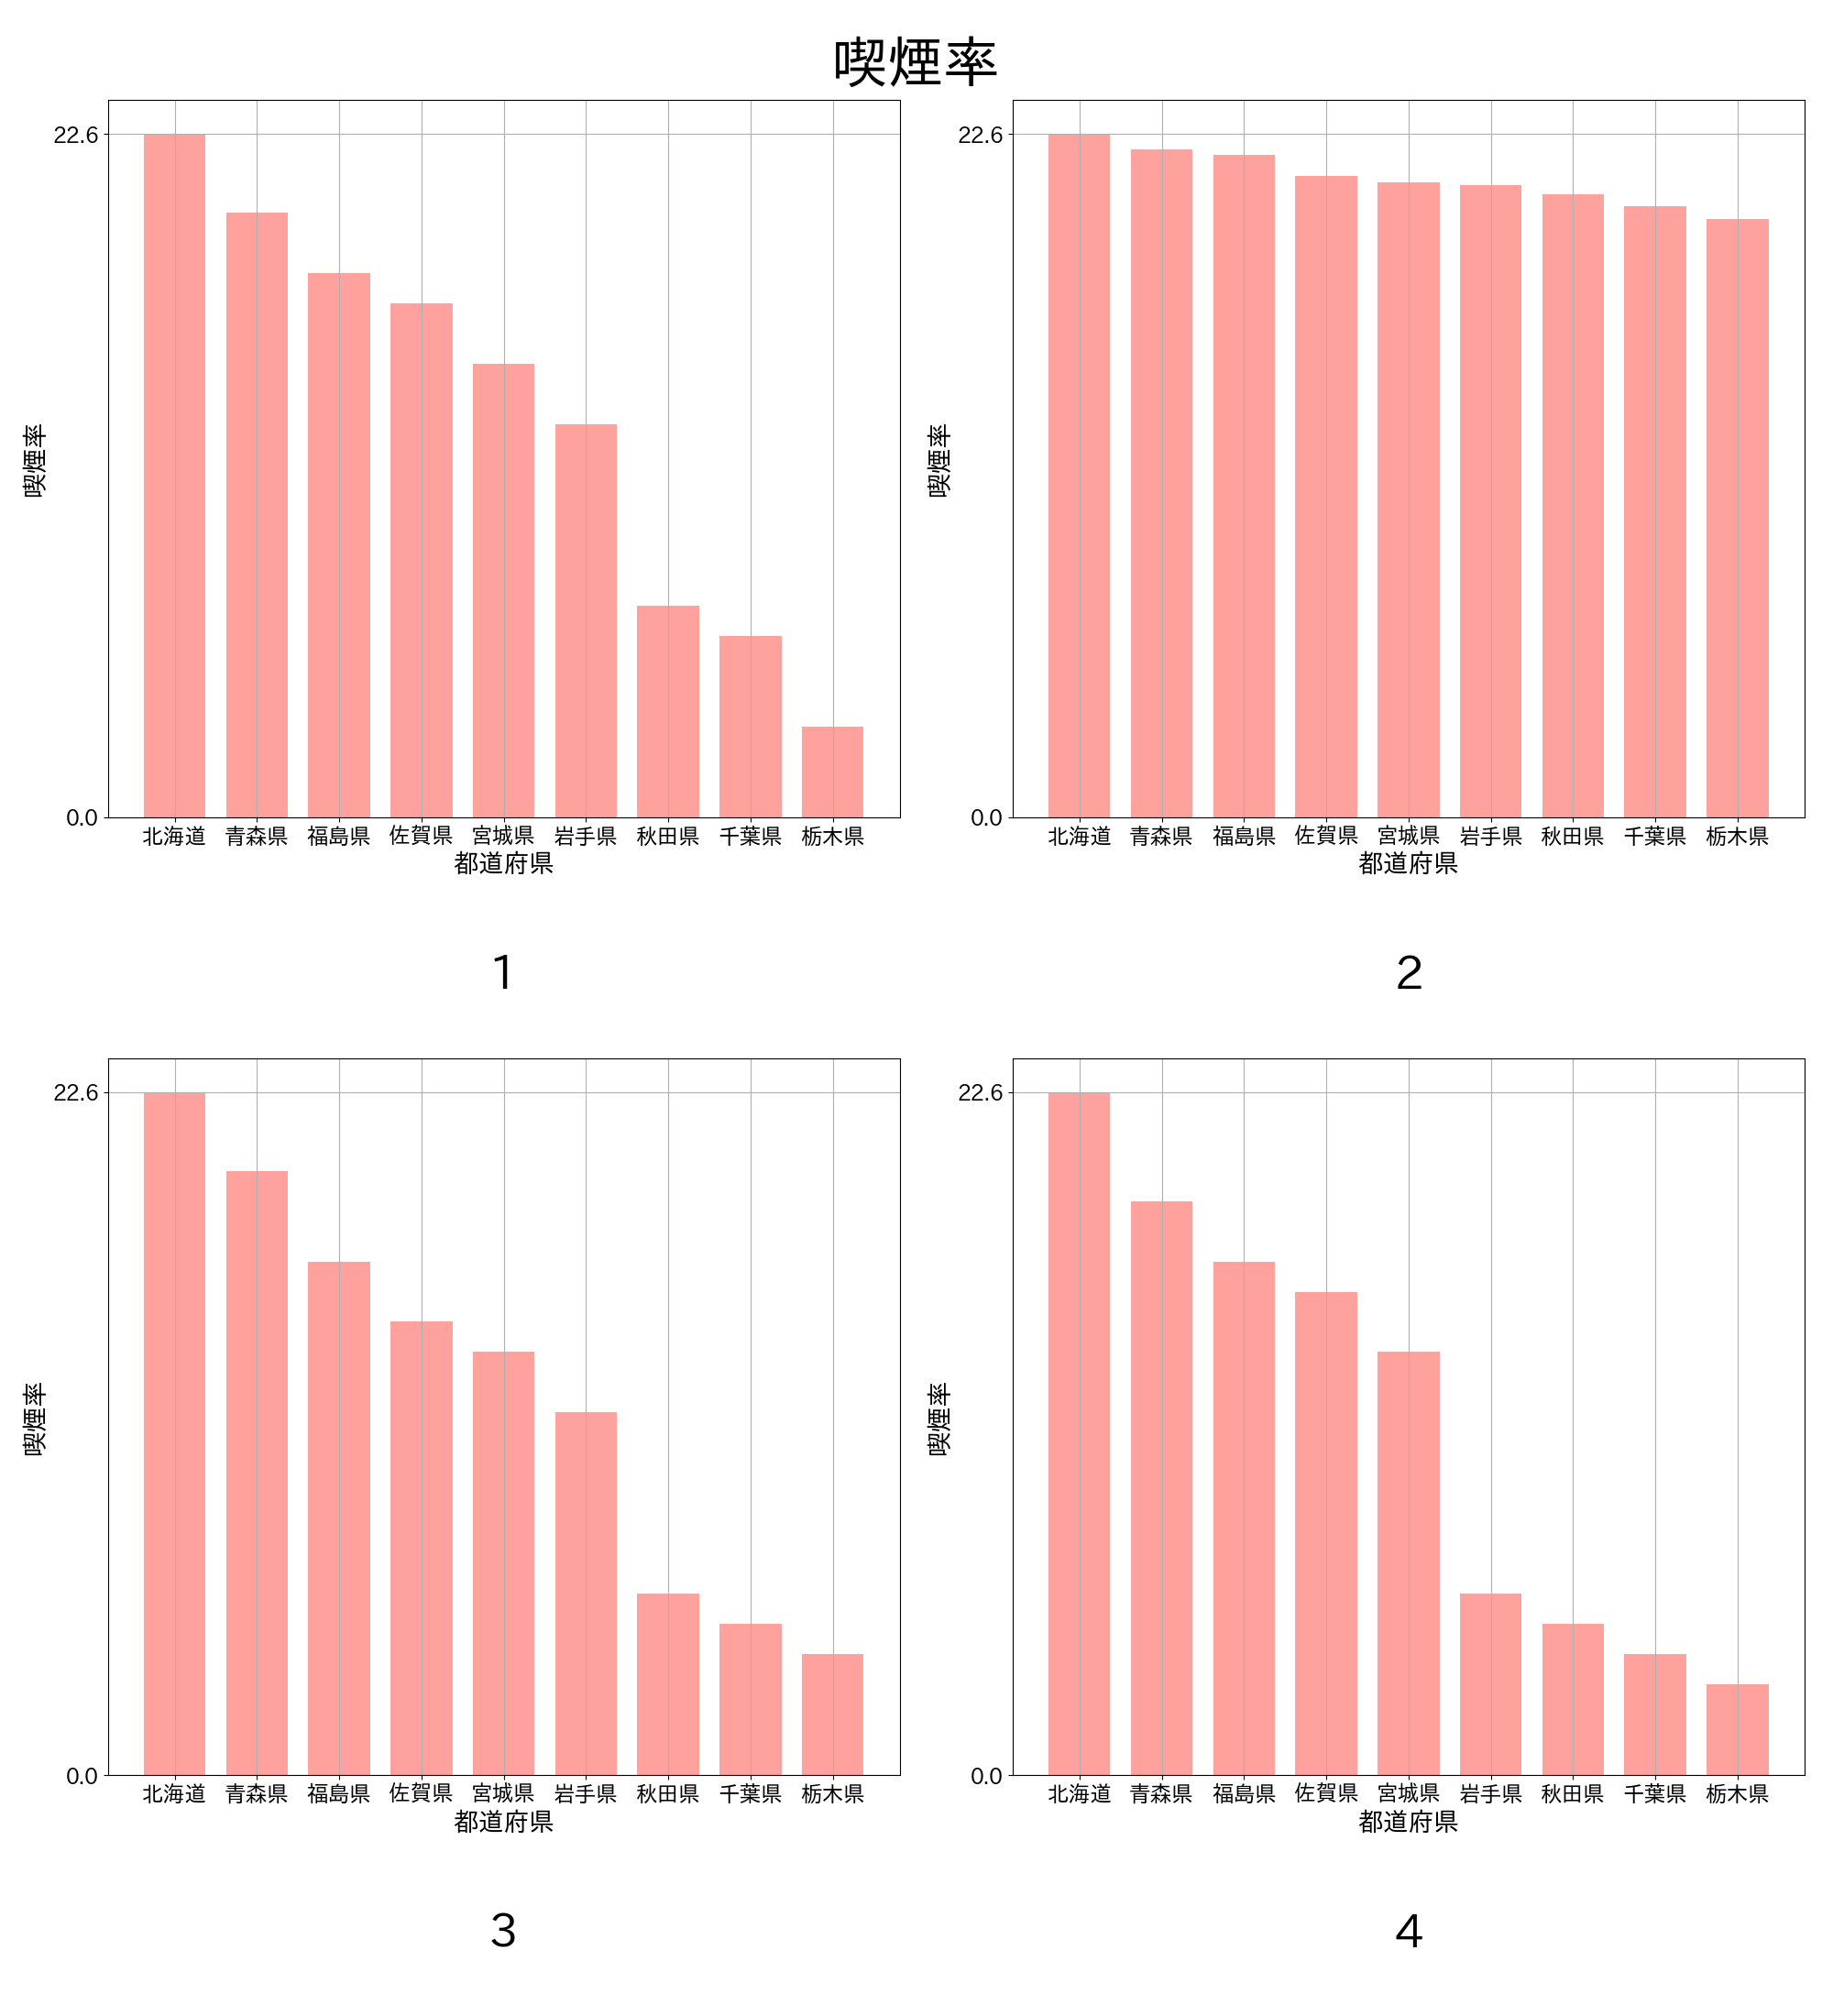 喫煙率
22.6
喫煙率
0.0
北海道 青森県 福島県 佐賀県 宮城県 岩手県 秋田県 千葉県 栃木県
都道府県
1
22.6
喫煙率
0.0
北海道 青森県 福島県 佐賀県 宮城県 岩手県 秋田県 千葉県 栃木県
都道府県
2
22.6
喫煙率
0.0
北海道 青森県 福島県 佐賀県 宮城県 岩手県 秋田県 千葉県 栃木県
都道府県
3
22.6
喫煙率
0.0
北海道 青森県 福島県 佐賀県 宮城県 岩手県 秋田県 千葉県 栃木県
都道府県
4